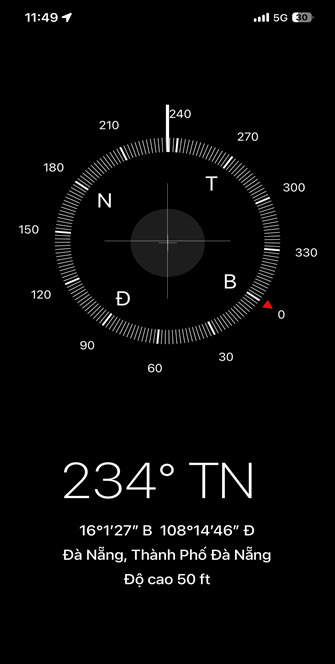 11:49 5G 30
240
210 270
T
180 300
N
150 330
B
120 Đ 0
90 30
60
234° TN
16°1'27" B 108°14'46" Đ
Đà Nẵng, Thành Phố Đà Nẵng
Độ cao 50 ft